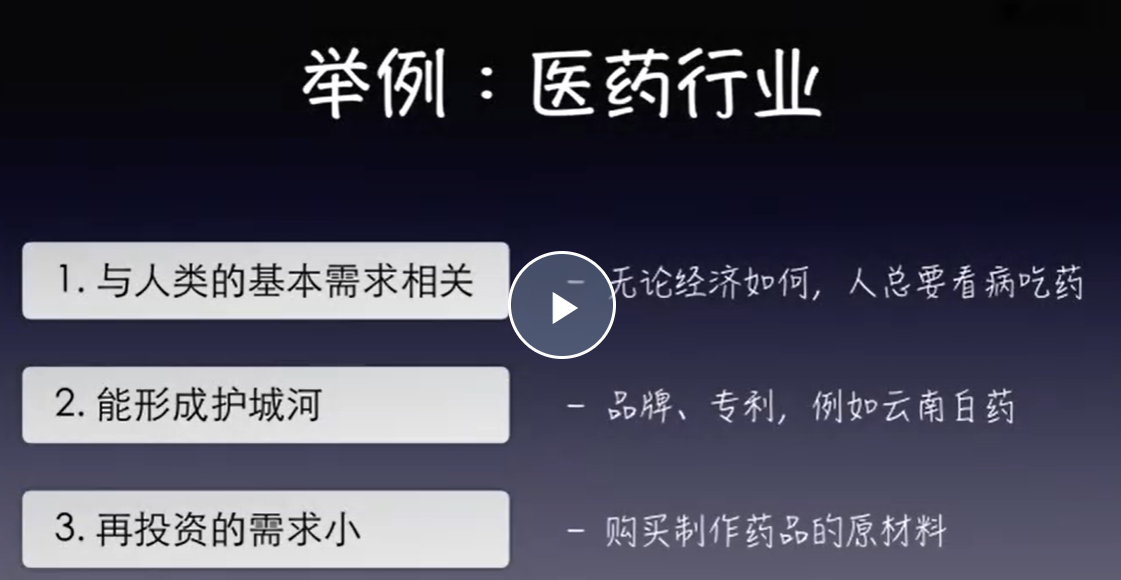 举例：医药行业
1. 与人类的基本需求相关 - 无论经济如何，人总要看病吃药
2. 能形成护城河 - 品牌、专利，例如云南白药
3. 再投资的需求小 - 购买制作药品的原材料